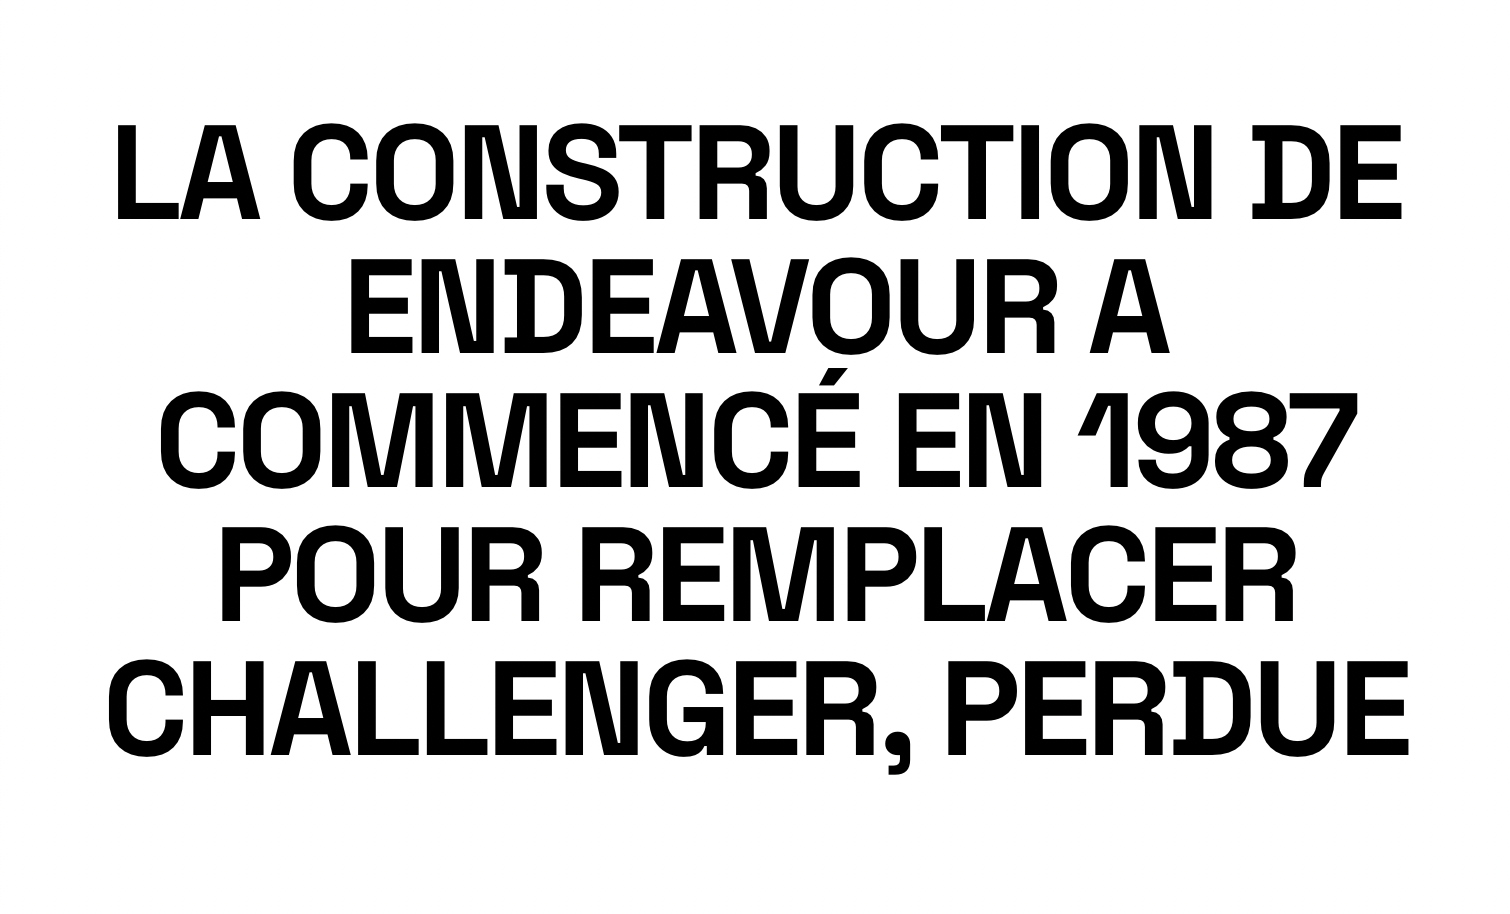 LA CONSTRUCTION DE
ENDEAVOUR A
COMMENCÉ EN 1987
POUR REMPLACER
CHALLENGER, PERDUE